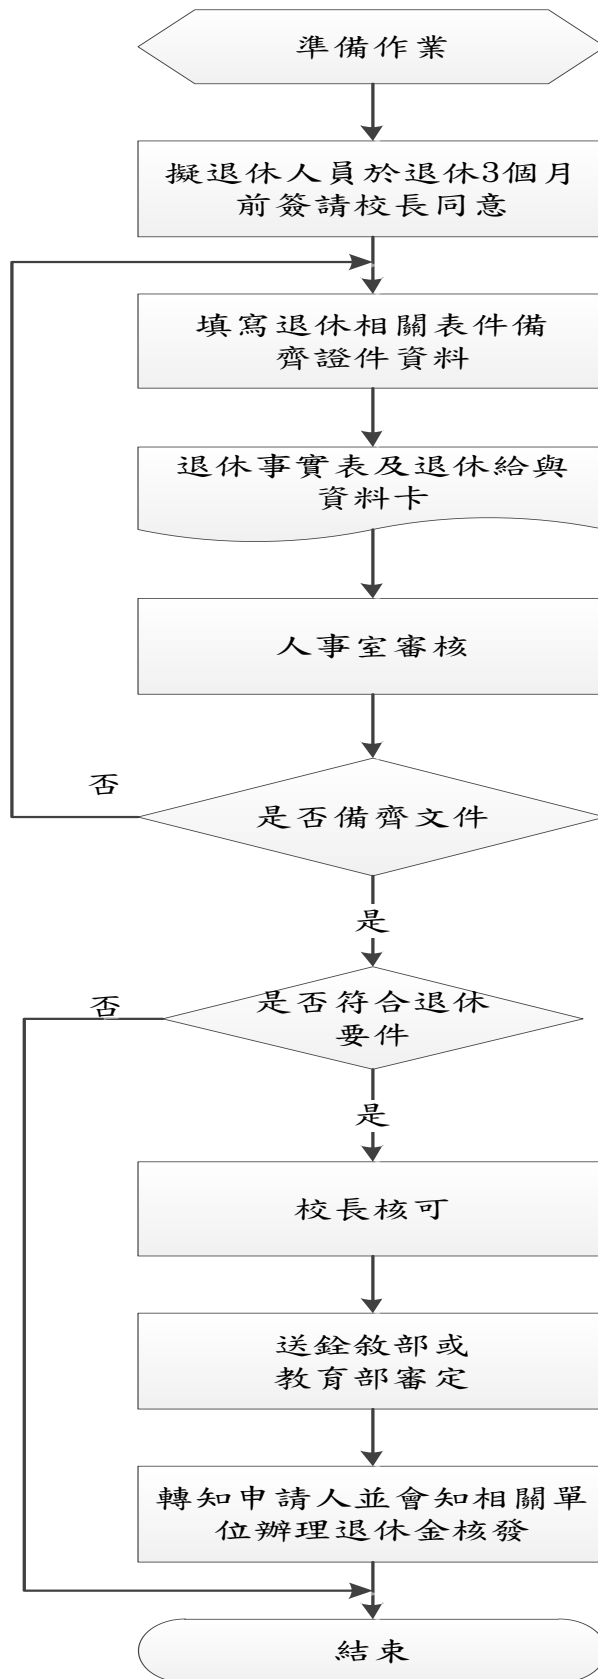 準備作業
擬退休人員於退休3個月
前簽請校長同意
填寫退休相關表件備
齊證件資料
退休事實表及退休給與
資料卡
人事室審核
否
是否備齊文件
是
否
是否符合退休
要件
是
校長核可
送銓敘部或
教育部審定
轉知申請人並會知相關單
位辦理退休金核發
結束